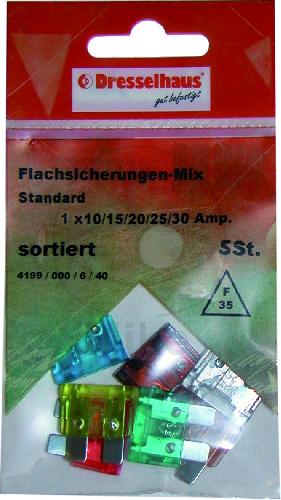 Dresselhaus®
gut befestigt
Flachsicherungen-Mix
Standard
1 x10/15/20/25/30 Amp.
sortiert 5St.
4199 / 000 / 6 / 40
F
35